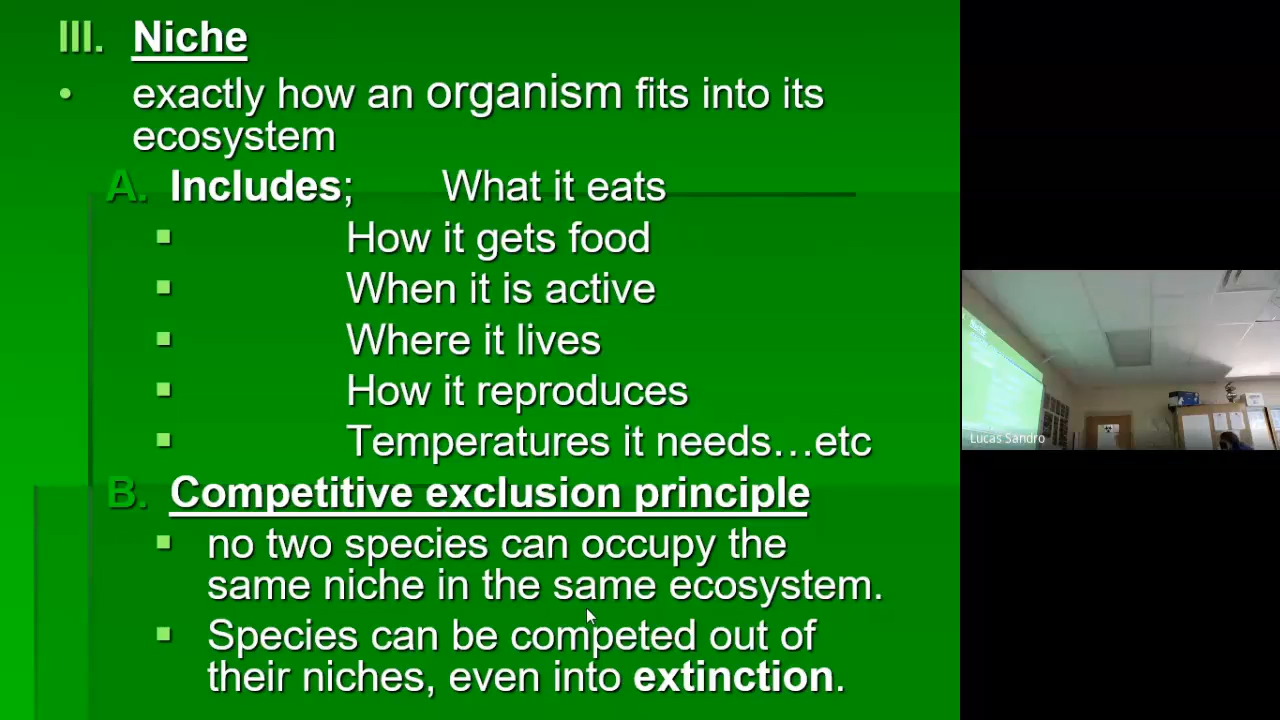 III. Niche
• exactly how an organism fits into its
ecosystem
A. Includes; What it eats
▪ How it gets food
▪ When it is active
▪ Where it lives
▪ How it reproduces
▪ Temperatures it needs...etc
B. Competitive exclusion principle
▪ no two species can occupy the
same niche in the same ecosystem.
▪ Species can be competed out of
their niches, even into extinction.
Lucas Sandro